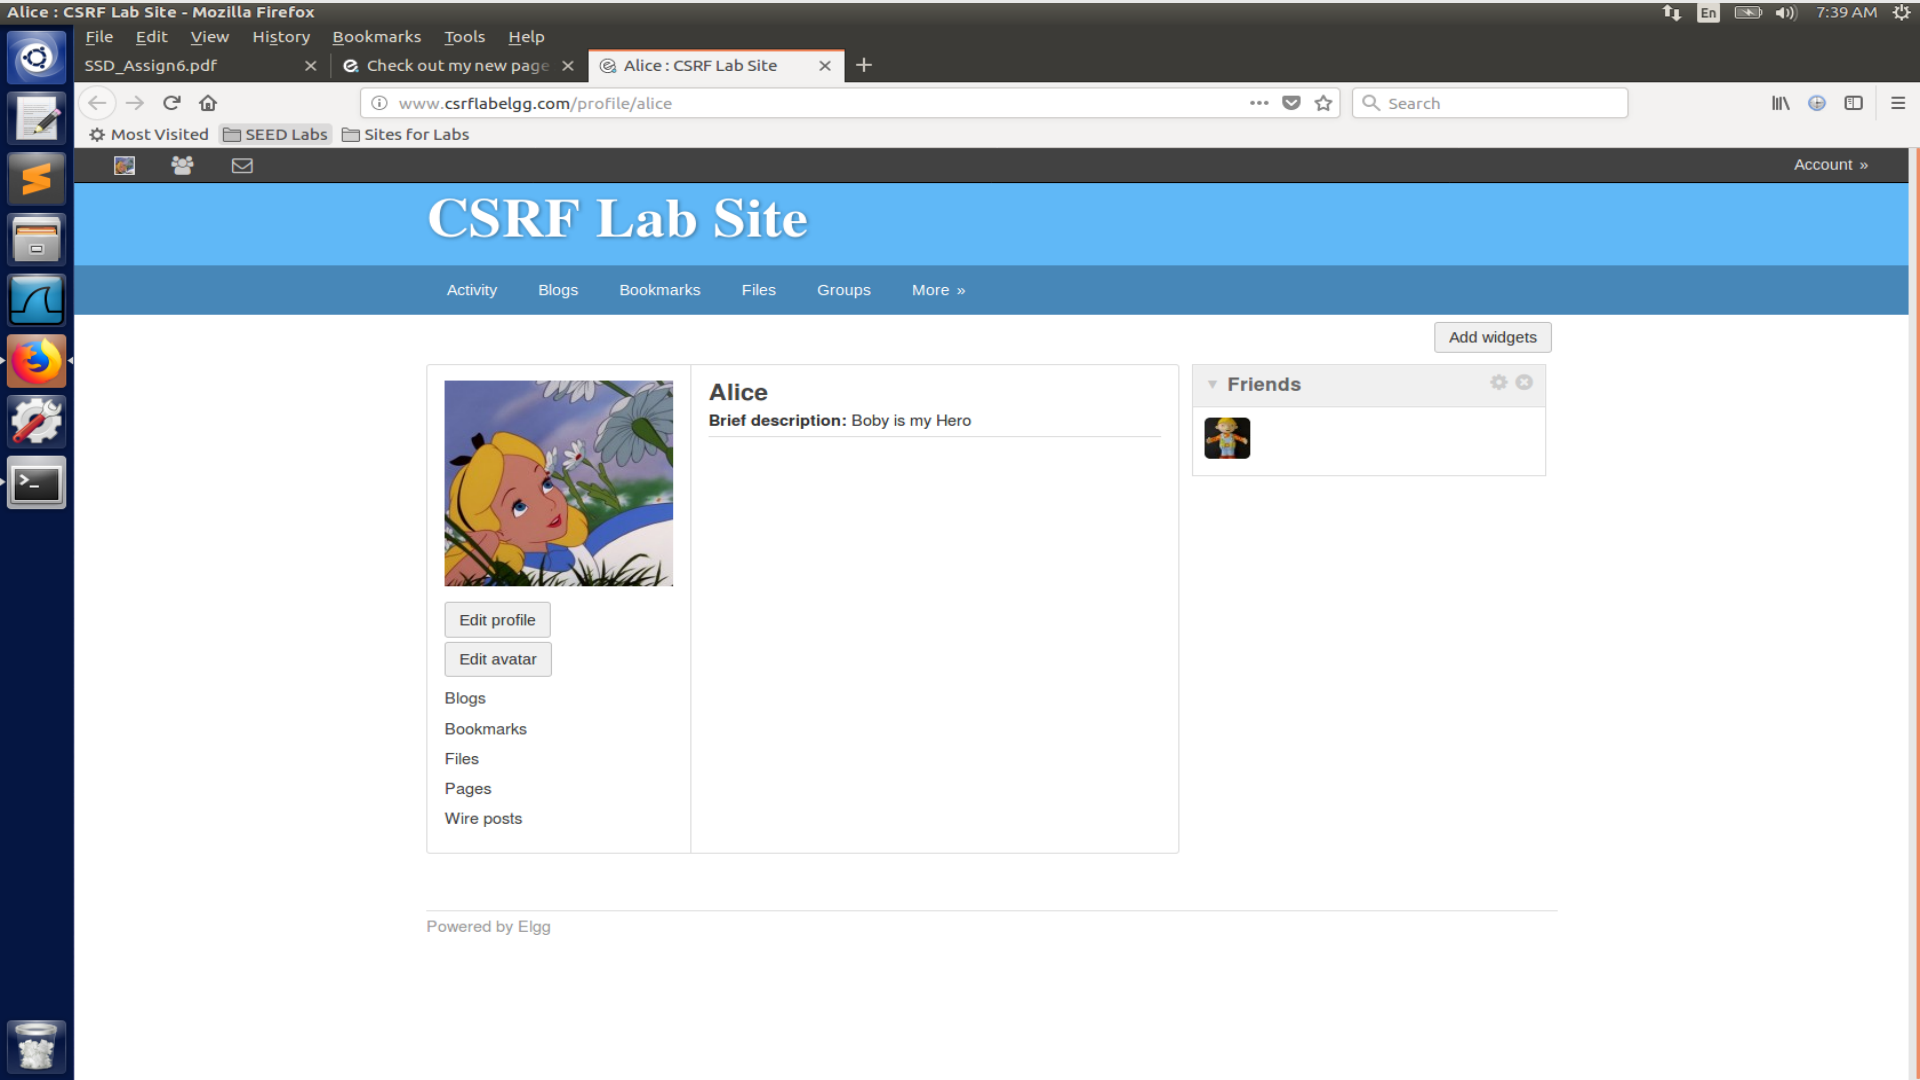 Alice : CSRF Lab Site - Mozilla Firefox
En
7:39 AM
File Edit View History Bookmarks Tools Help
SSD_Assign6.pdf
Check out my new page
Alice : CSRF Lab Site
www.csrflabelgg.com/profile/alice
Search
Most Visited
SEED Labs
Sites for Labs
Account »
CSRF Lab Site
Activity
Blogs
Bookmarks
Files
Groups
More »
Add widgets
Alice
Brief description: Boby is my Hero
Friends
Edit profile
Edit avatar
Blogs
Bookmarks
Files
Pages
Wire posts
Powered by Elgg